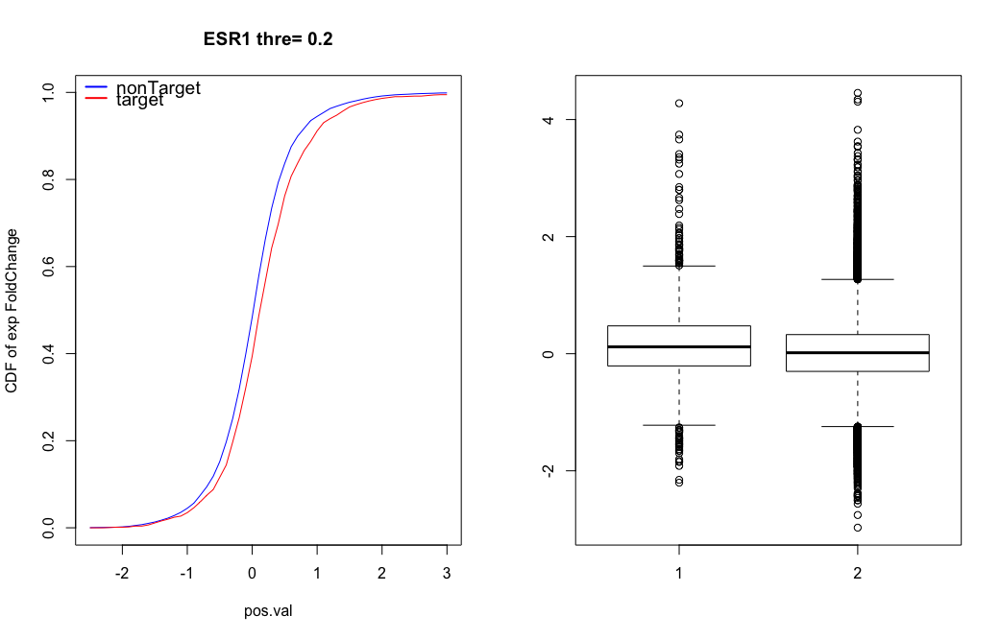 ESR1 thre= 0.2
nonTarget
target
CDF of exp FoldChange
1.0
0.8
0.6
0.4
0.2
0.0
-2 -1 0 1 2 3
pos.val
4
2
0
-2
1 2